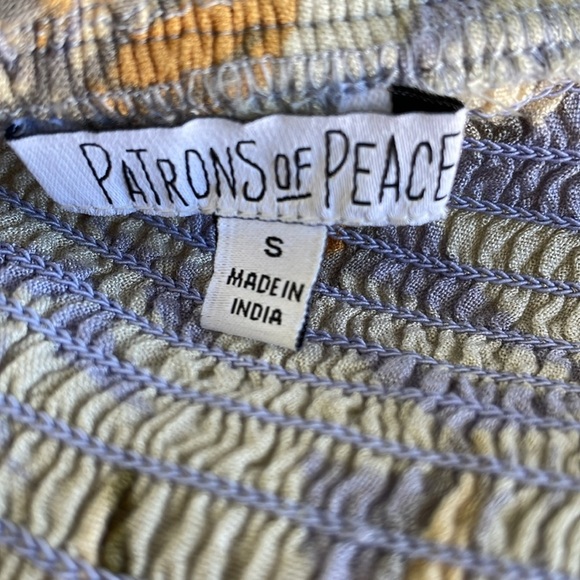 PATRONS OF PEACE
S
MADE IN
INDIA